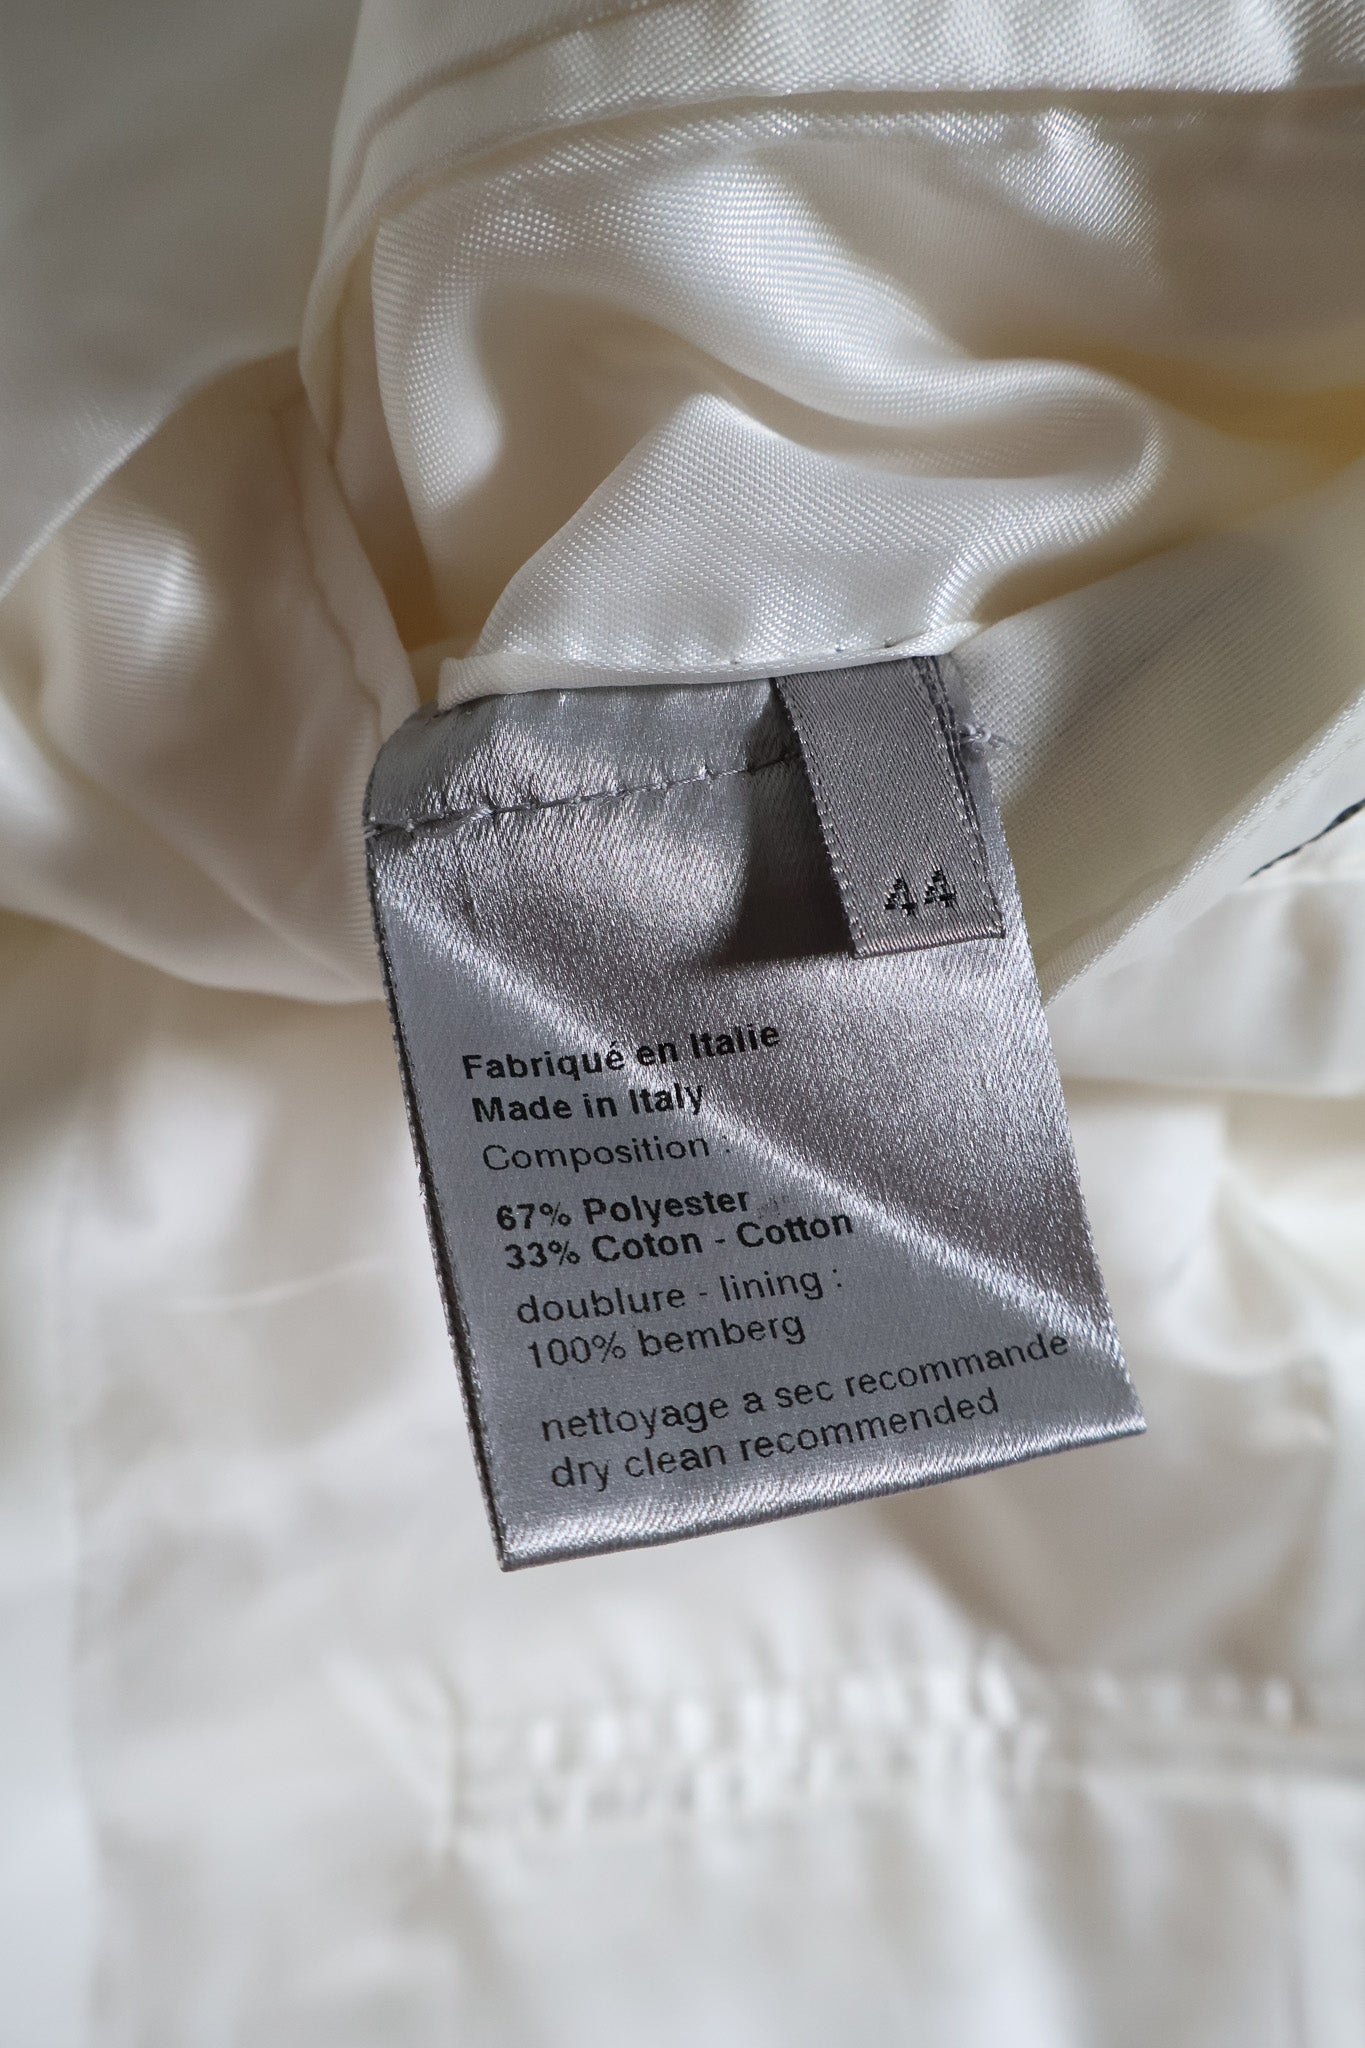 44
Fabriqué en Italie
Made in Italy
Composition :
67% Polyester
33% Coton - Cotton
doublure - lining :
100% bemberg
nettoyage a sec recommande
dry clean recommended